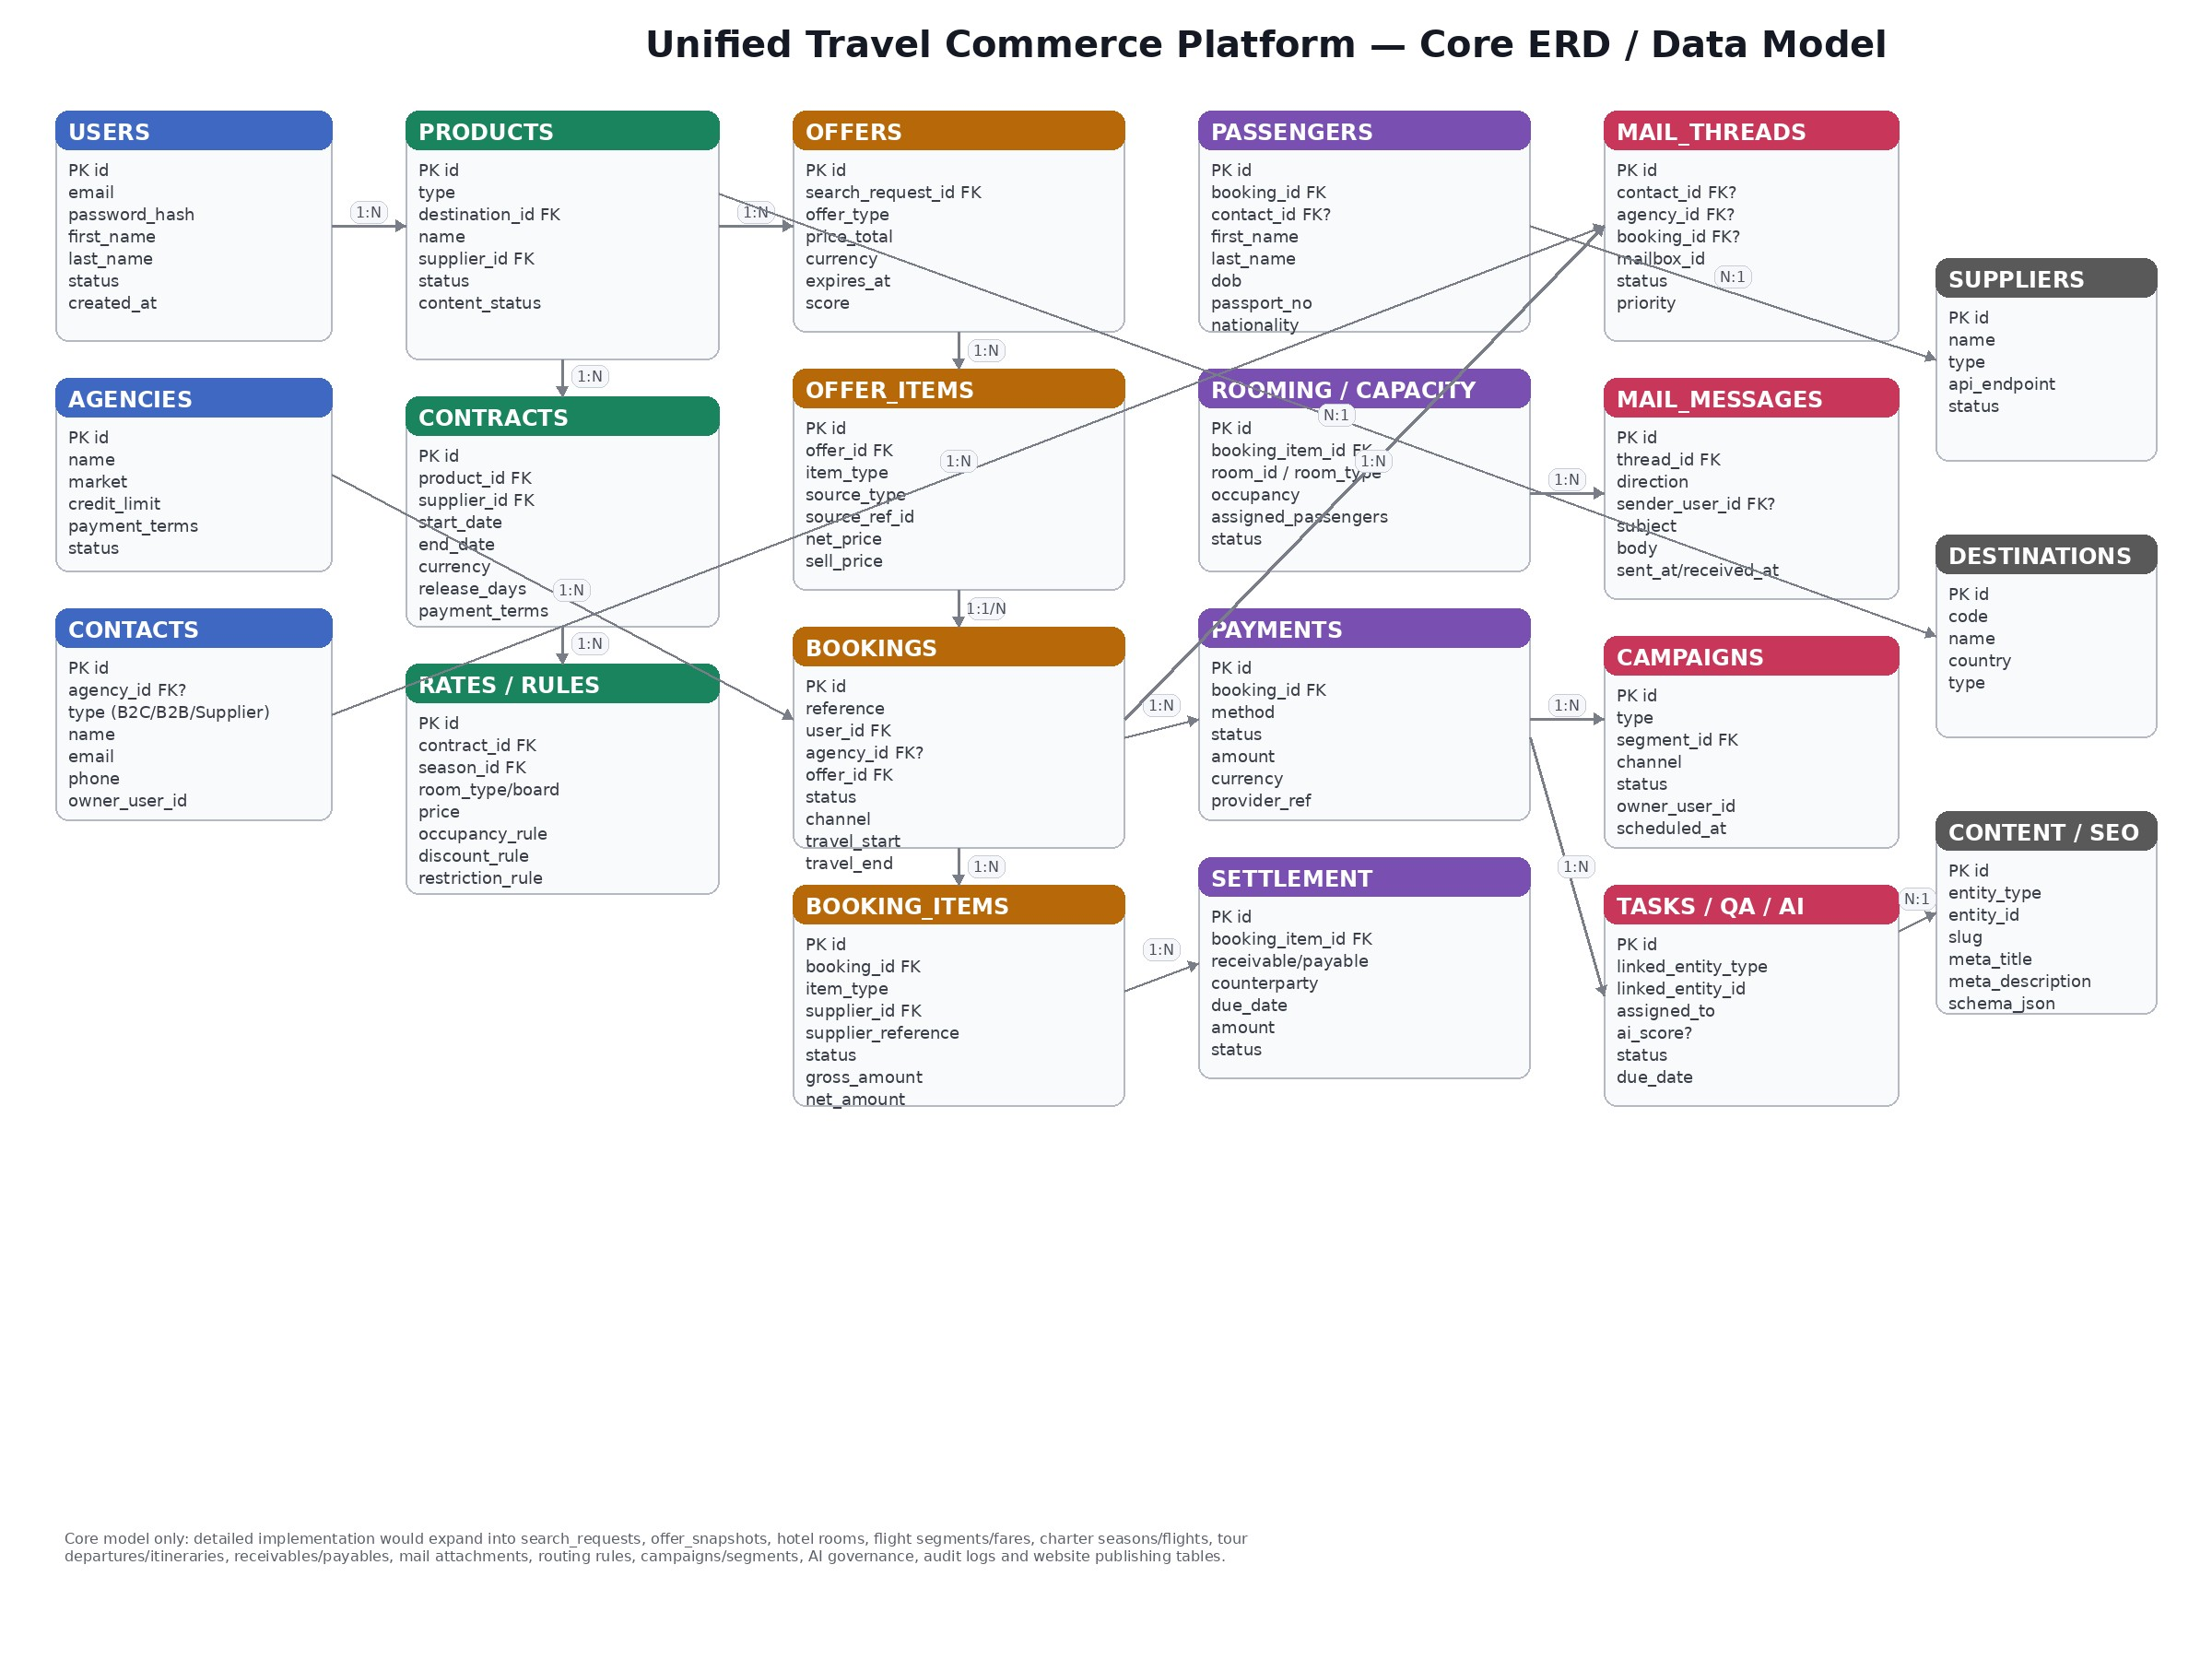 Unified Travel Commerce Platform — Core ERD / Data Model
USERS
PK id
email
password_hash
first_name
last_name
status
created_at
AGENCIES
PK id
name
market
credit_limit
payment_terms
status
CONTACTS
PK id
agency_id FK?
type (B2C/B2B/Supplier)
name
email
phone
owner_user_id
1:N
PRODUCTS
PK id
type
destination_id FK
name
supplier_id FK
status
content_status
1:N
CONTRACTS
PK id
product_id FK
supplier_id FK
start_date
end_date
currency
release_days
payment_terms
1:N
1:N
RATES / RULES
PK id
contract_id FK
season_id FK
room_type/board
price
occupancy_rule
discount_rule
restriction_rule
1:N
OFFERS
PK id
search_request_id FK
offer_type
price_total
currency
expires_at
score
1:N
OFFER_ITEMS
PK id
offer_id FK
item_type
source_type
source_ref_id
net_price
sell_price
1:N
1:1/N
BOOKINGS
PK id
reference
user_id FK
agency_id FK?
offer_id FK
status
channel
travel_start
travel_end
1:N
BOOKING_ITEMS
PK id
booking_id FK
item_type
supplier_id FK
supplier_reference
status
gross_amount
net_amount
1:N
1:N
PASSENGERS
PK id
booking_id FK
contact_id FK?
first_name
last_name
dob
passport_no
nationality
ROOMING / CAPACITY
N:1
PK id
booking_item_id FK
1:N
room_id / room_type
occupancy
assigned_passengers
status
PAYMENTS
PK id
booking_id FK
method
status
amount
currency
provider_ref
SETTLEMENT
PK id
booking_item_id FK
receivable/payable
counterparty
due_date
amount
status
1:N
1:N
1:N
MAIL_THREADS
PK id
contact_id FK?
agency_id FK?
booking_id FK?
mailbox_id
status
priority
N:1
MAIL_MESSAGES
PK id
thread_id FK
direction
sender_user_id FK?
subject
body
sent_at/received_at
CAMPAIGNS
PK id
type
segment_id FK
channel
status
owner_user_id
scheduled_at
TASKS / QA / AI
PK id
linked_entity_type
linked_entity_id
assigned_to
ai_score?
status
due_date
N:1
SUPPLIERS
PK id
name
type
api_endpoint
status
DESTINATIONS
PK id
code
name
country
type
CONTENT / SEO
PK id
entity_type
entity_id
slug
meta_title
meta_description
schema_json
Core model only: detailed implementation would expand into search_requests, offer_snapshots, hotel rooms, flight segments/fares, charter seasons/flights, tour
departures/itineraries, receivables/payables, mail attachments, routing rules, campaigns/segments, AI governance, audit logs and website publishing tables.